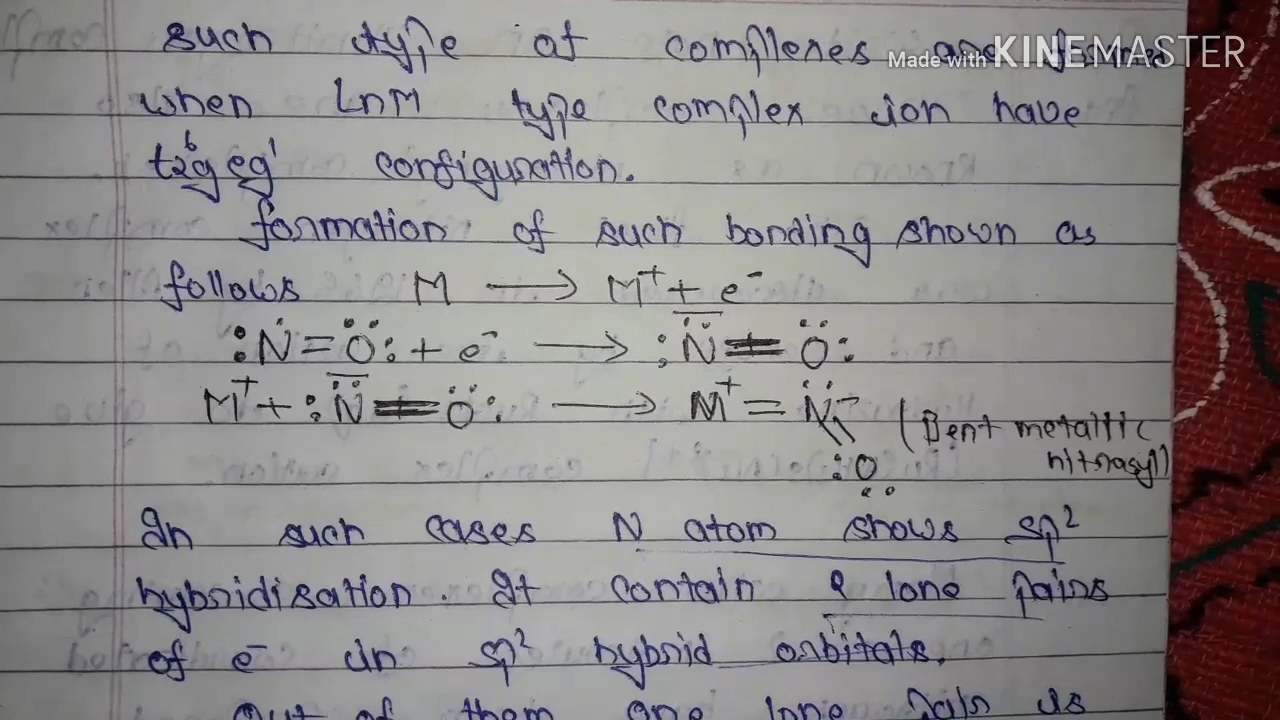 such type of complexes are formed
Made with KINEMASTER
when LnM type complex ion have
t2g⁶ eg¹ configuration.
formation of such bonding shown as
follows M ⟶ M⁺ + e⁻
:N̈=Ö: + e⁻ ⟶ :N̈=Ö:
M⁺ + :N̈=Ö: ⟶ M⁺ = N̈⁻
(Bent metallic
nitrosyl)
:O
In such cases N atom shows sp²
hybridisation. It contain 2 lone pains
of e⁻ in sp² hybrid orbitals.
out of them one lone pain is